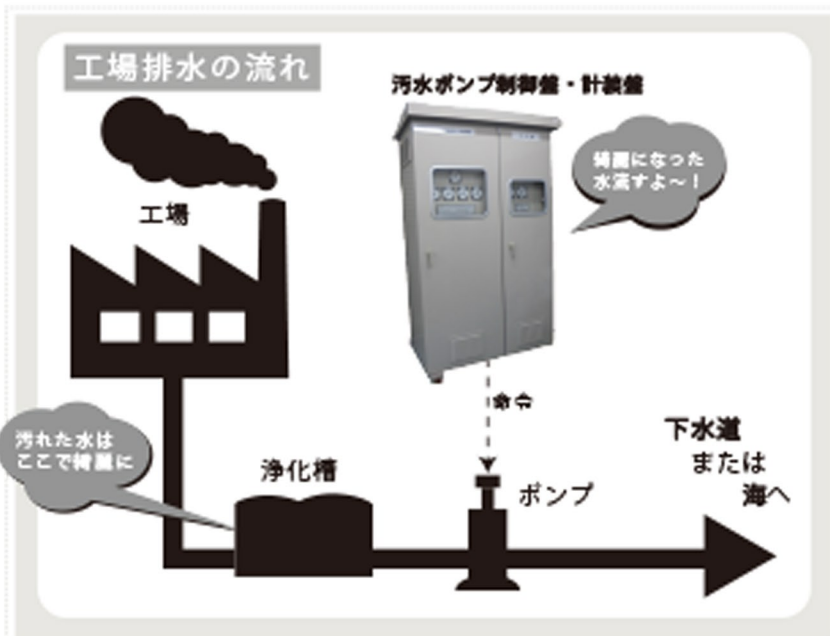 工場排水の流れ
汚水ポンプ制御盤・計装盤
綺麗になった
水流すよ～！
工場
命令
汚れた水は
ここで綺麗に
浄化槽
ポンプ
下水道
または
海へ